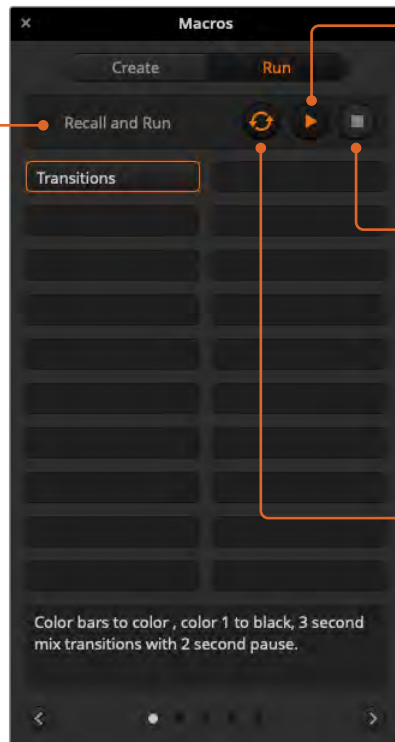 Macros
Create Run
Recall and Run
Transitions
Color bars to color , color 1 to black, 3 second
mix transitions with 2 second pause.